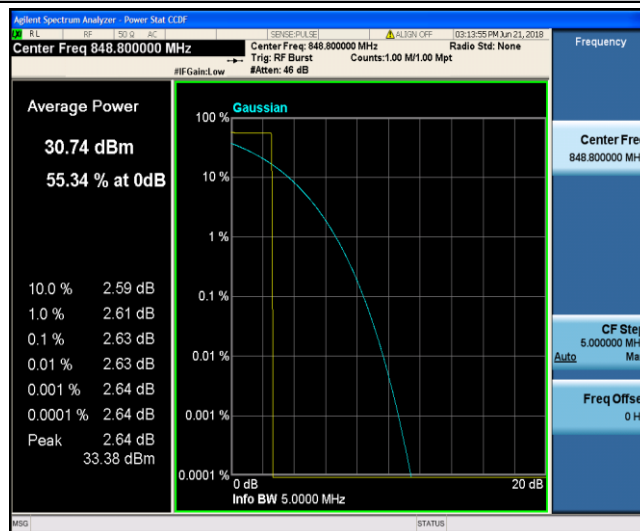 Agilent Spectrum Analyzer - Power Stat CCDF
RL RF 50 Ω AC SENSE:PULSE ALIGN OFF 03:13:55 PM Jun 21, 2018
Center Freq 848.800000 MHz
Center Freq: 848.800000 MHz Radio Std: None
Trig: RF Burst Counts:1.00 M/1.00 Mpt
#IFGain:Low #Atten: 46 dB
Frequency
Average Power
30.74 dBm
55.34 % at 0dB
10.0 % 2.59 dB
1.0 % 2.61 dB
0.1 % 2.63 dB
0.01 % 2.63 dB
0.001 % 2.64 dB
0.0001 % 2.64 dB
Peak 2.64 dB
33.38 dBm
Gaussian
100 %
10 %
1 %
0.1 %
0.01 %
0.001 %
0.0001 %
0 dB 20 dB
Info BW 5.0000 MHz
Center Fre
848.800000 MH
CF Ste
5.000000 MH
Auto Ma
Freq Offse
0 H
MSG STATUS